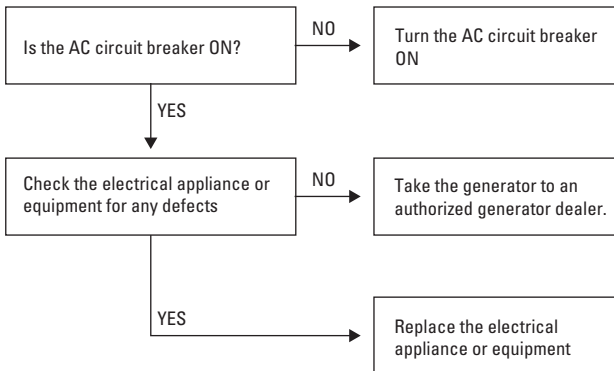 Is the AC circuit breaker ON?
NO
Turn the AC circuit breaker
ON
YES
Check the electrical appliance or
equipment for any defects
NO
Take the generator to an
authorized generator dealer.
YES
Replace the electrical
appliance or equipment